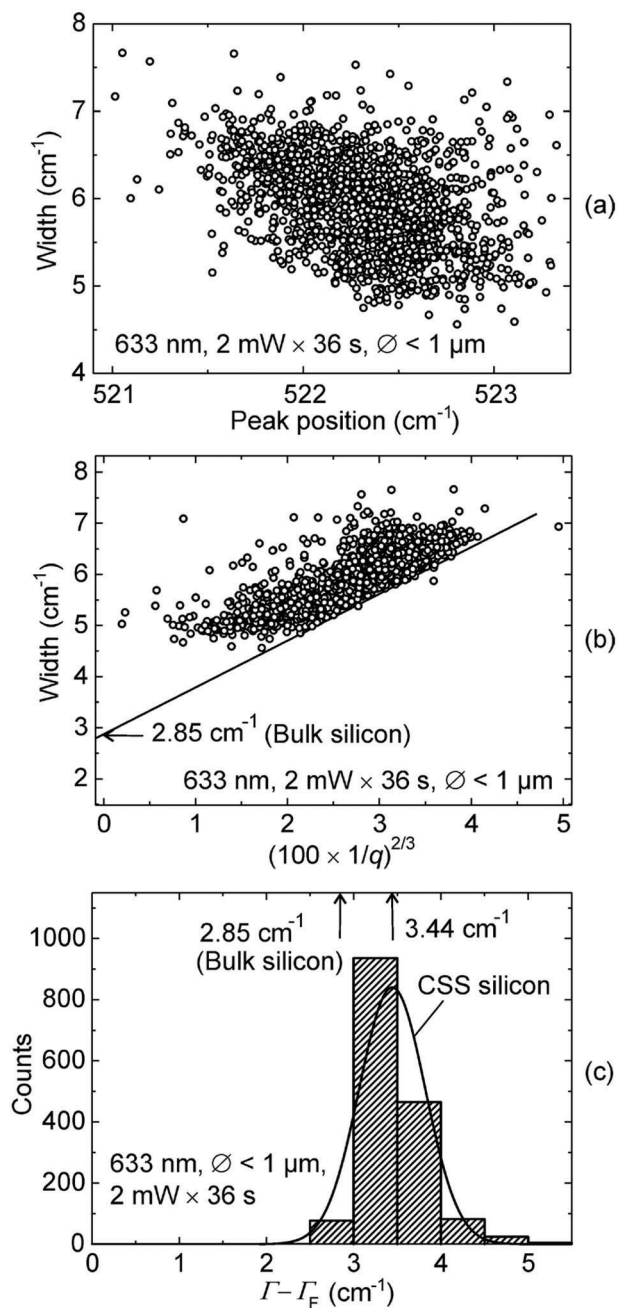 8
7
6
5
4
Width (cm⁻¹)
633 nm, 2 mW × 36 s, ∅ < 1 µm
521
522
523
Peak position (cm⁻¹)
(a)
8
7
6
5
4
3
2
Width (cm⁻¹)
2.85 cm⁻¹ (Bulk silicon)
633 nm, 2 mW × 36 s, ∅ < 1 µm
0
1
2
3
4
5
(100 × 1/q)²ᐟ³
(b)
1000
800
600
400
200
0
Counts
2.85 cm⁻¹
(Bulk silicon)
3.44 cm⁻¹
CSS silicon
633 nm, ∅ < 1 µm,
2 mW × 36 s
0
1
2
3
4
5
Γ – Γ_F (cm⁻¹)
(c)